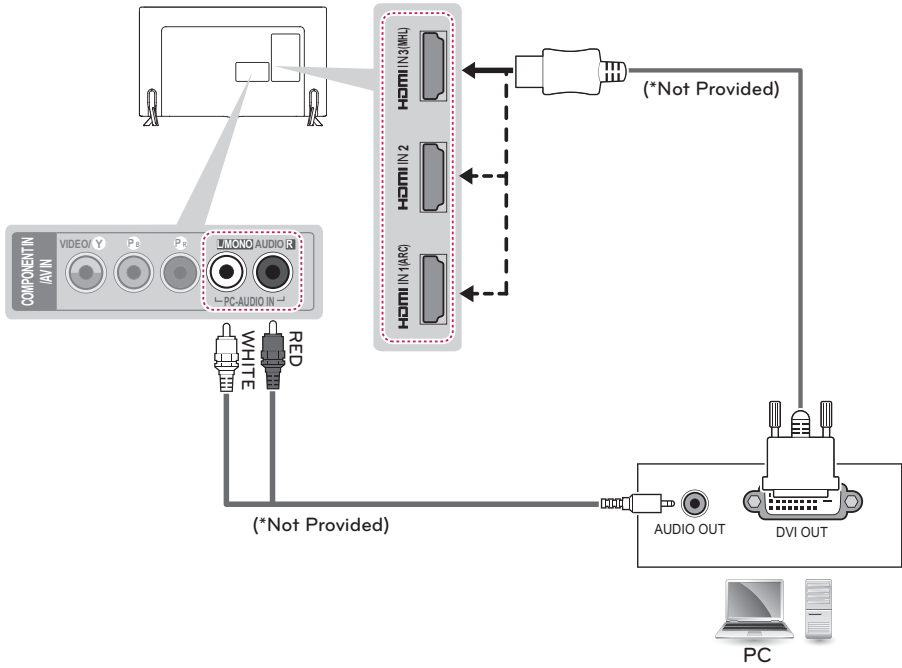 HDMI IN 3(MHL)
(*Not Provided)
HDMI IN 2
HDMI IN 1(ARC)
COMPONENT IN
/AV IN
VIDEO/ Y PB PR L/MONO AUDIO R
PC-AUDIO IN
WHITE
RED
(*Not Provided)
AUDIO OUT
DVI OUT
PC